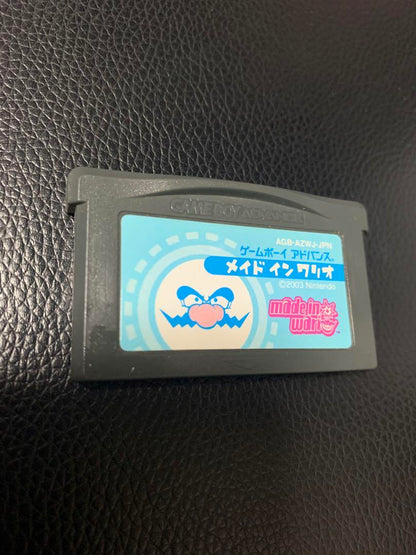 GAME BOY ADVANCE
AGB-AZWJ-JPN
ゲームボーイ アドバンス®
メイド イン ワリオ
©2003 Nintendo
made in
wario™